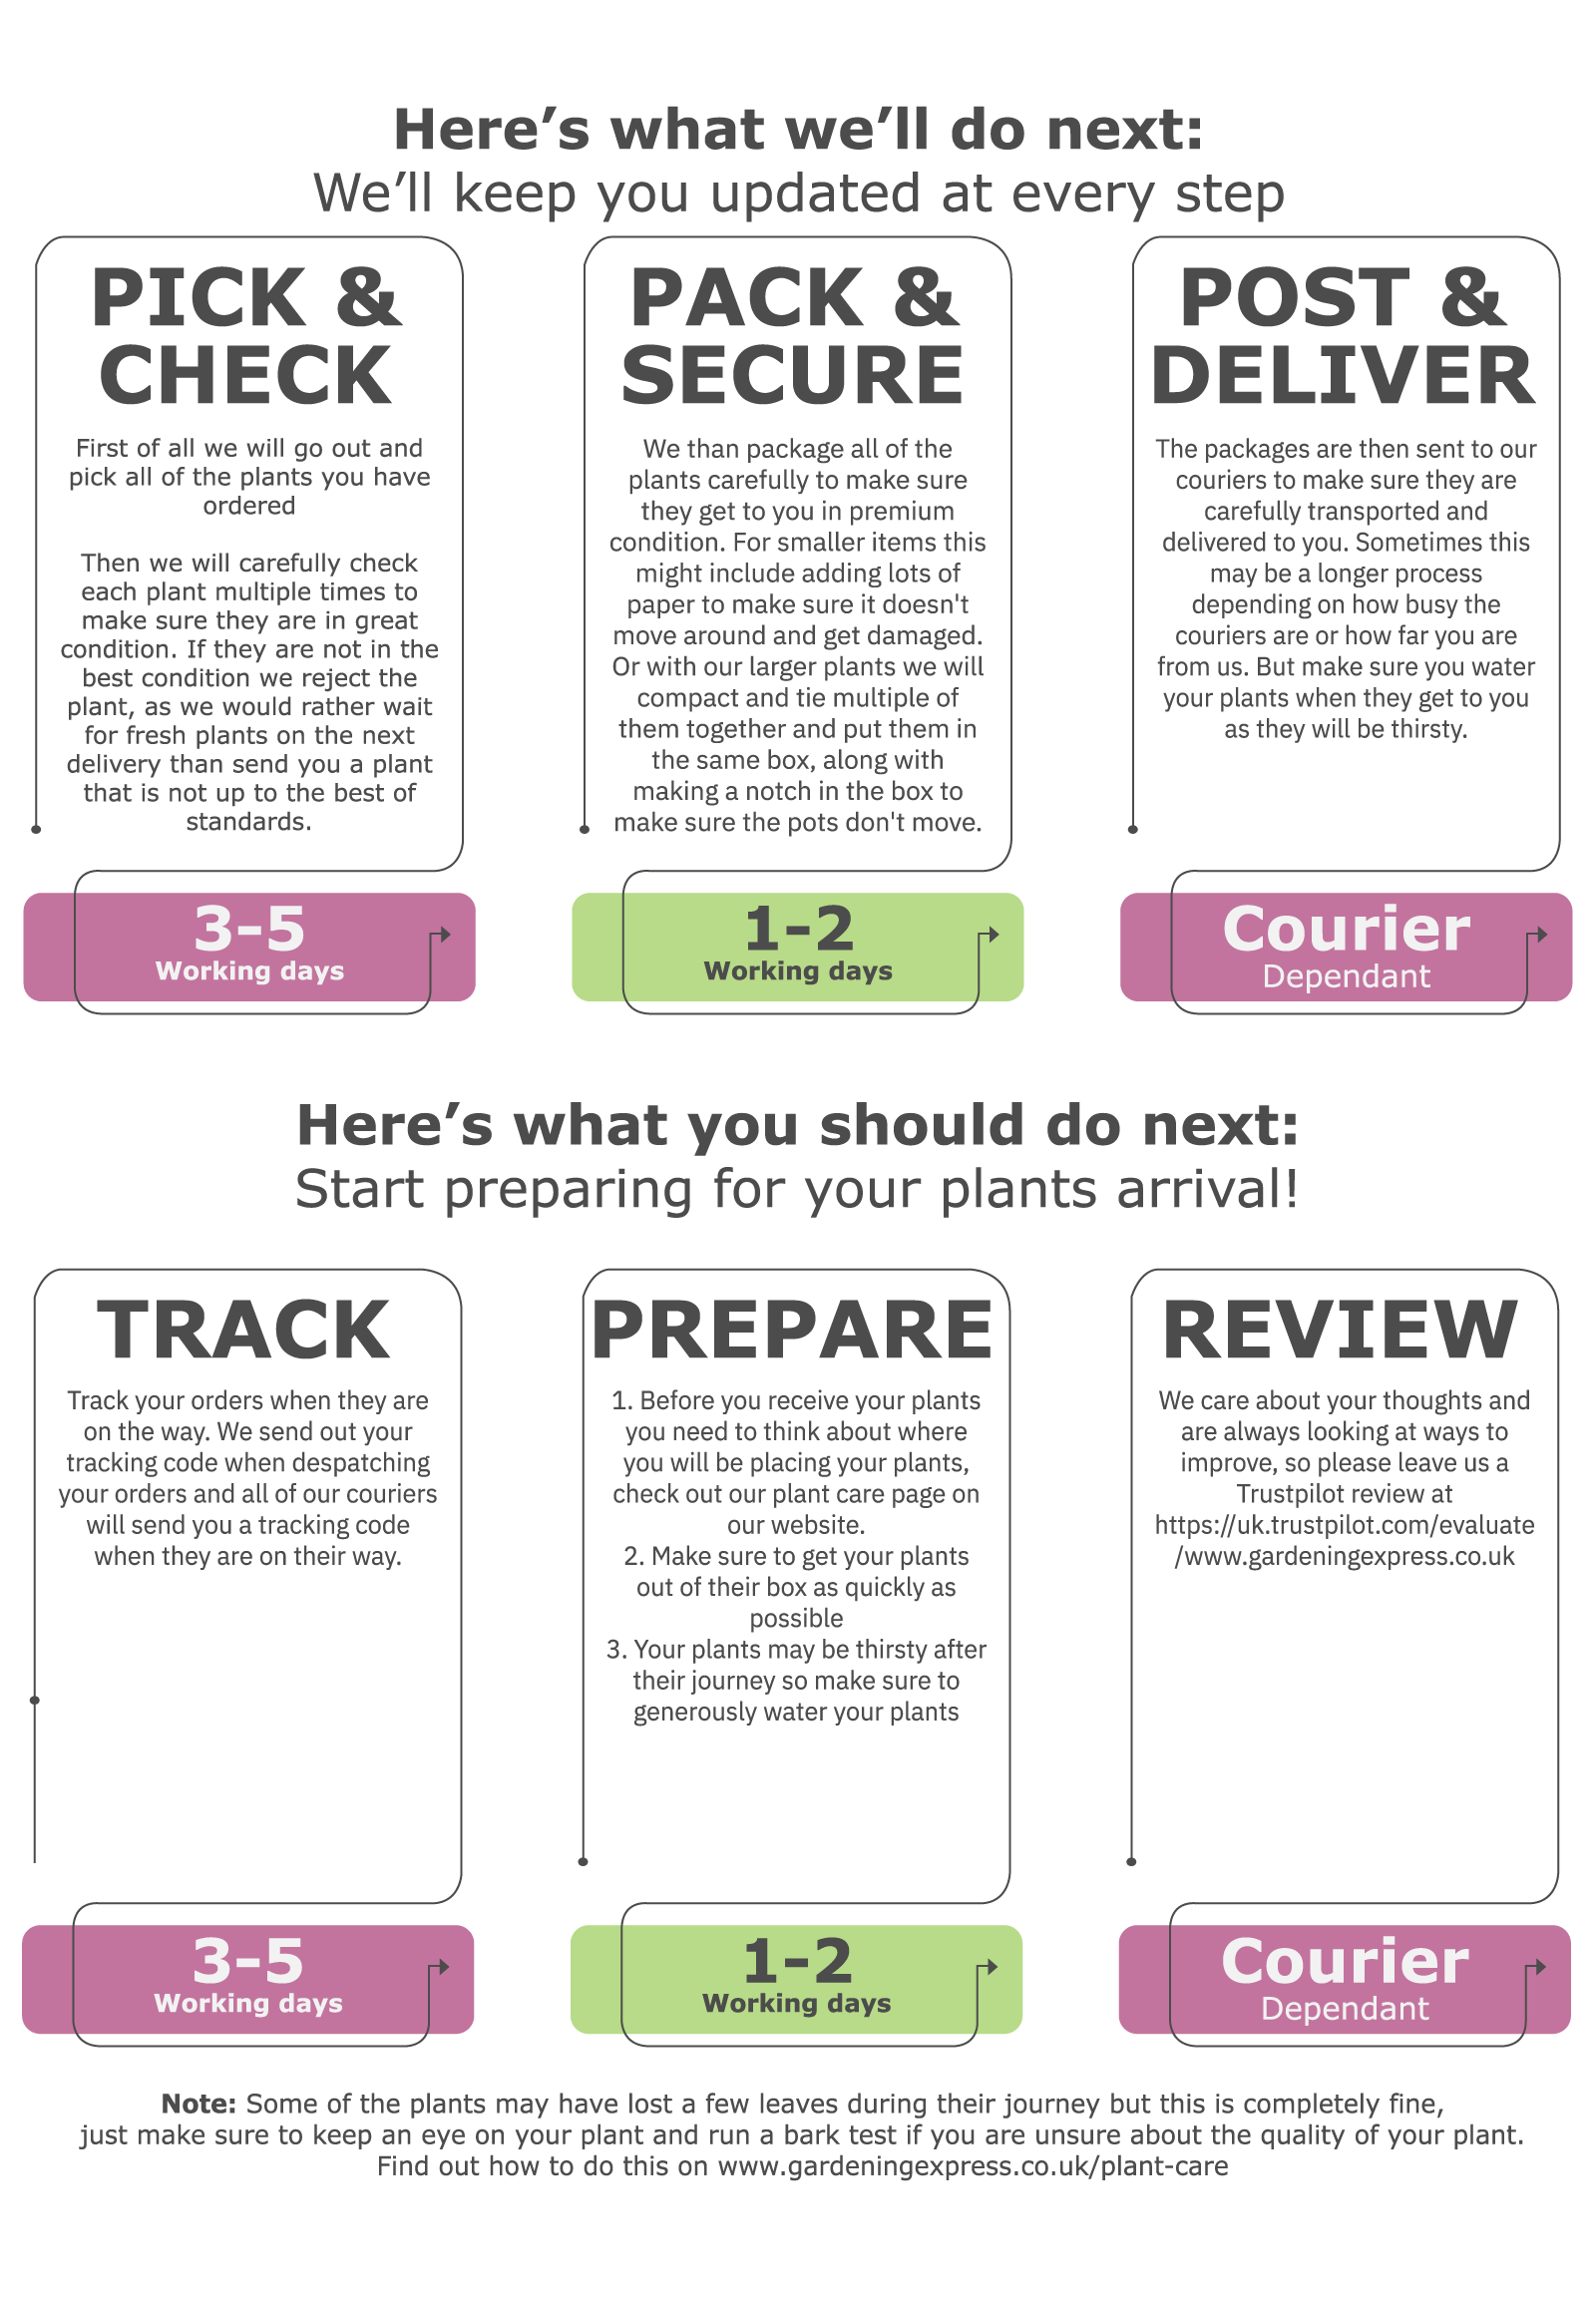 Here’s what we’ll do next:
We’ll keep you updated at every step
PICK &
CHECK
First of all we will go out and
pick all of the plants you have
ordered
Then we will carefully check
each plant multiple times to
make sure they are in great
condition. If they are not in the
best condition we reject the
plant, as we would rather wait
for fresh plants on the next
delivery than send you a plant
that is not up to the best of
standards.
3-5
Working days
PACK &
SECURE
We than package all of the
plants carefully to make sure
they get to you in premium
condition. For smaller items this
might include adding lots of
paper to make sure it doesn't
move around and get damaged.
Or with our larger plants we will
compact and tie multiple of
them together and put them in
the same box, along with
making a notch in the box to
make sure the pots don't move.
1-2
Working days
POST &
DELIVER
The packages are then sent to our
couriers to make sure they are
carefully transported and
delivered to you. Sometimes this
may be a longer process
depending on how busy the
couriers are or how far you are
from us. But make sure you water
your plants when they get to you
as they will be thirsty.
Courier
Dependant
Here’s what you should do next:
Start preparing for your plants arrival!
TRACK
Track your orders when they are
on the way. We send out your
tracking code when despatching
your orders and all of our couriers
will send you a tracking code
when they are on their way.
3-5
Working days
PREPARE
1. Before you receive your plants
you need to think about where
you will be placing your plants,
check out our plant care page on
our website.
2. Make sure to get your plants
out of their box as quickly as
possible
3. Your plants may be thirsty after
their journey so make sure to
generously water your plants
1-2
Working days
REVIEW
We care about your thoughts and
are always looking at ways to
improve, so please leave us a
Trustpilot review at
https://uk.trustpilot.com/evaluate
/www.gardeningexpress.co.uk
Courier
Dependant
Note: Some of the plants may have lost a few leaves during their journey but this is completely fine,
just make sure to keep an eye on your plant and run a bark test if you are unsure about the quality of your plant.
Find out how to do this on www.gardeningexpress.co.uk/plant-care